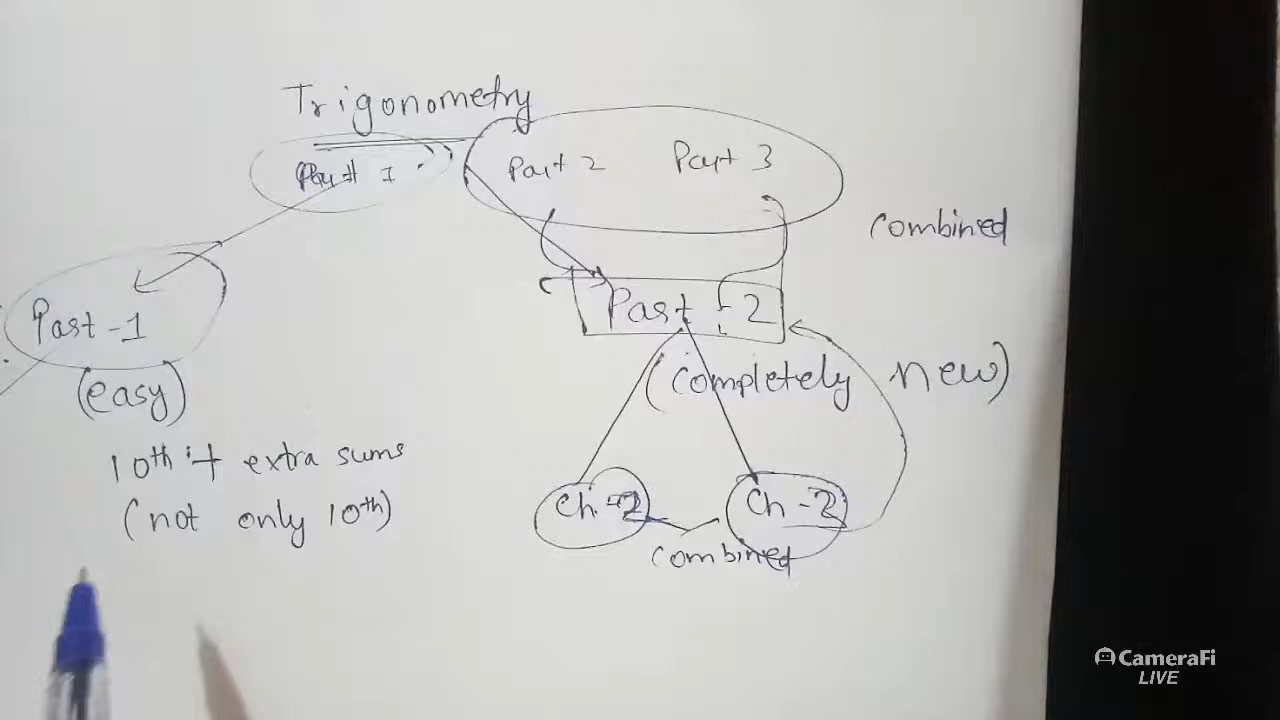 Trigonometry
Part 1
Part 2 Part 3
combined
Part -1
Part -2
(easy)
(completely new)
10th + extra sums
(not only 10th)
Ch -2 Ch -2
combined
CameraFi
LIVE